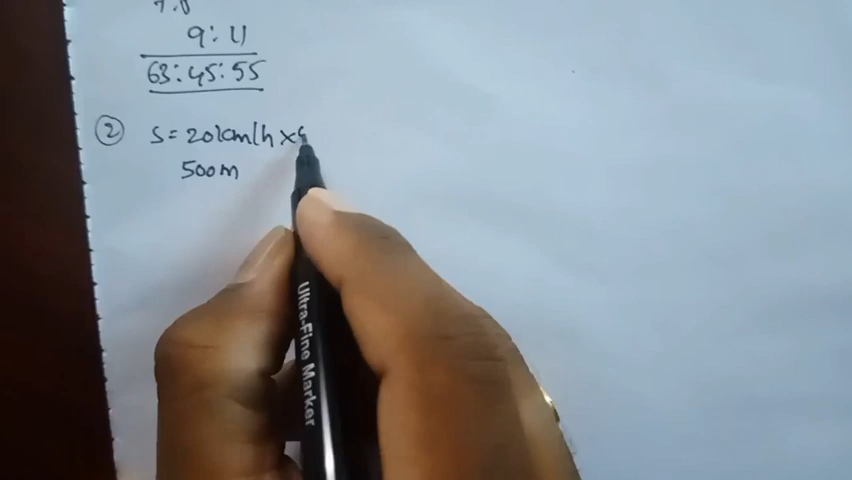 9:11
63:45:55
② S = 20km/h ×
500m
Ultra-Fine Marker